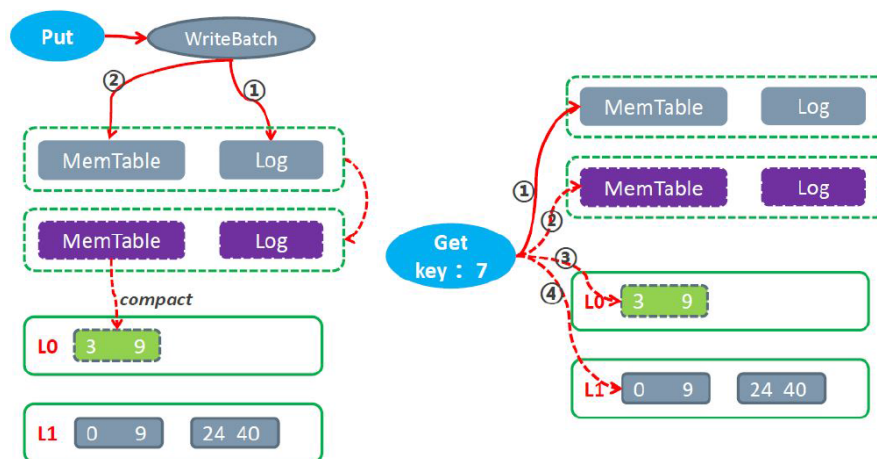 Put
WriteBatch
②
①
MemTable
Log
MemTable
Log
compact
L0
3 9
L1
0 9
24 40
MemTable
Log
①
MemTable
Log
②
Get
key： 7
③
④
L0
3 9
L1
0 9
24 40